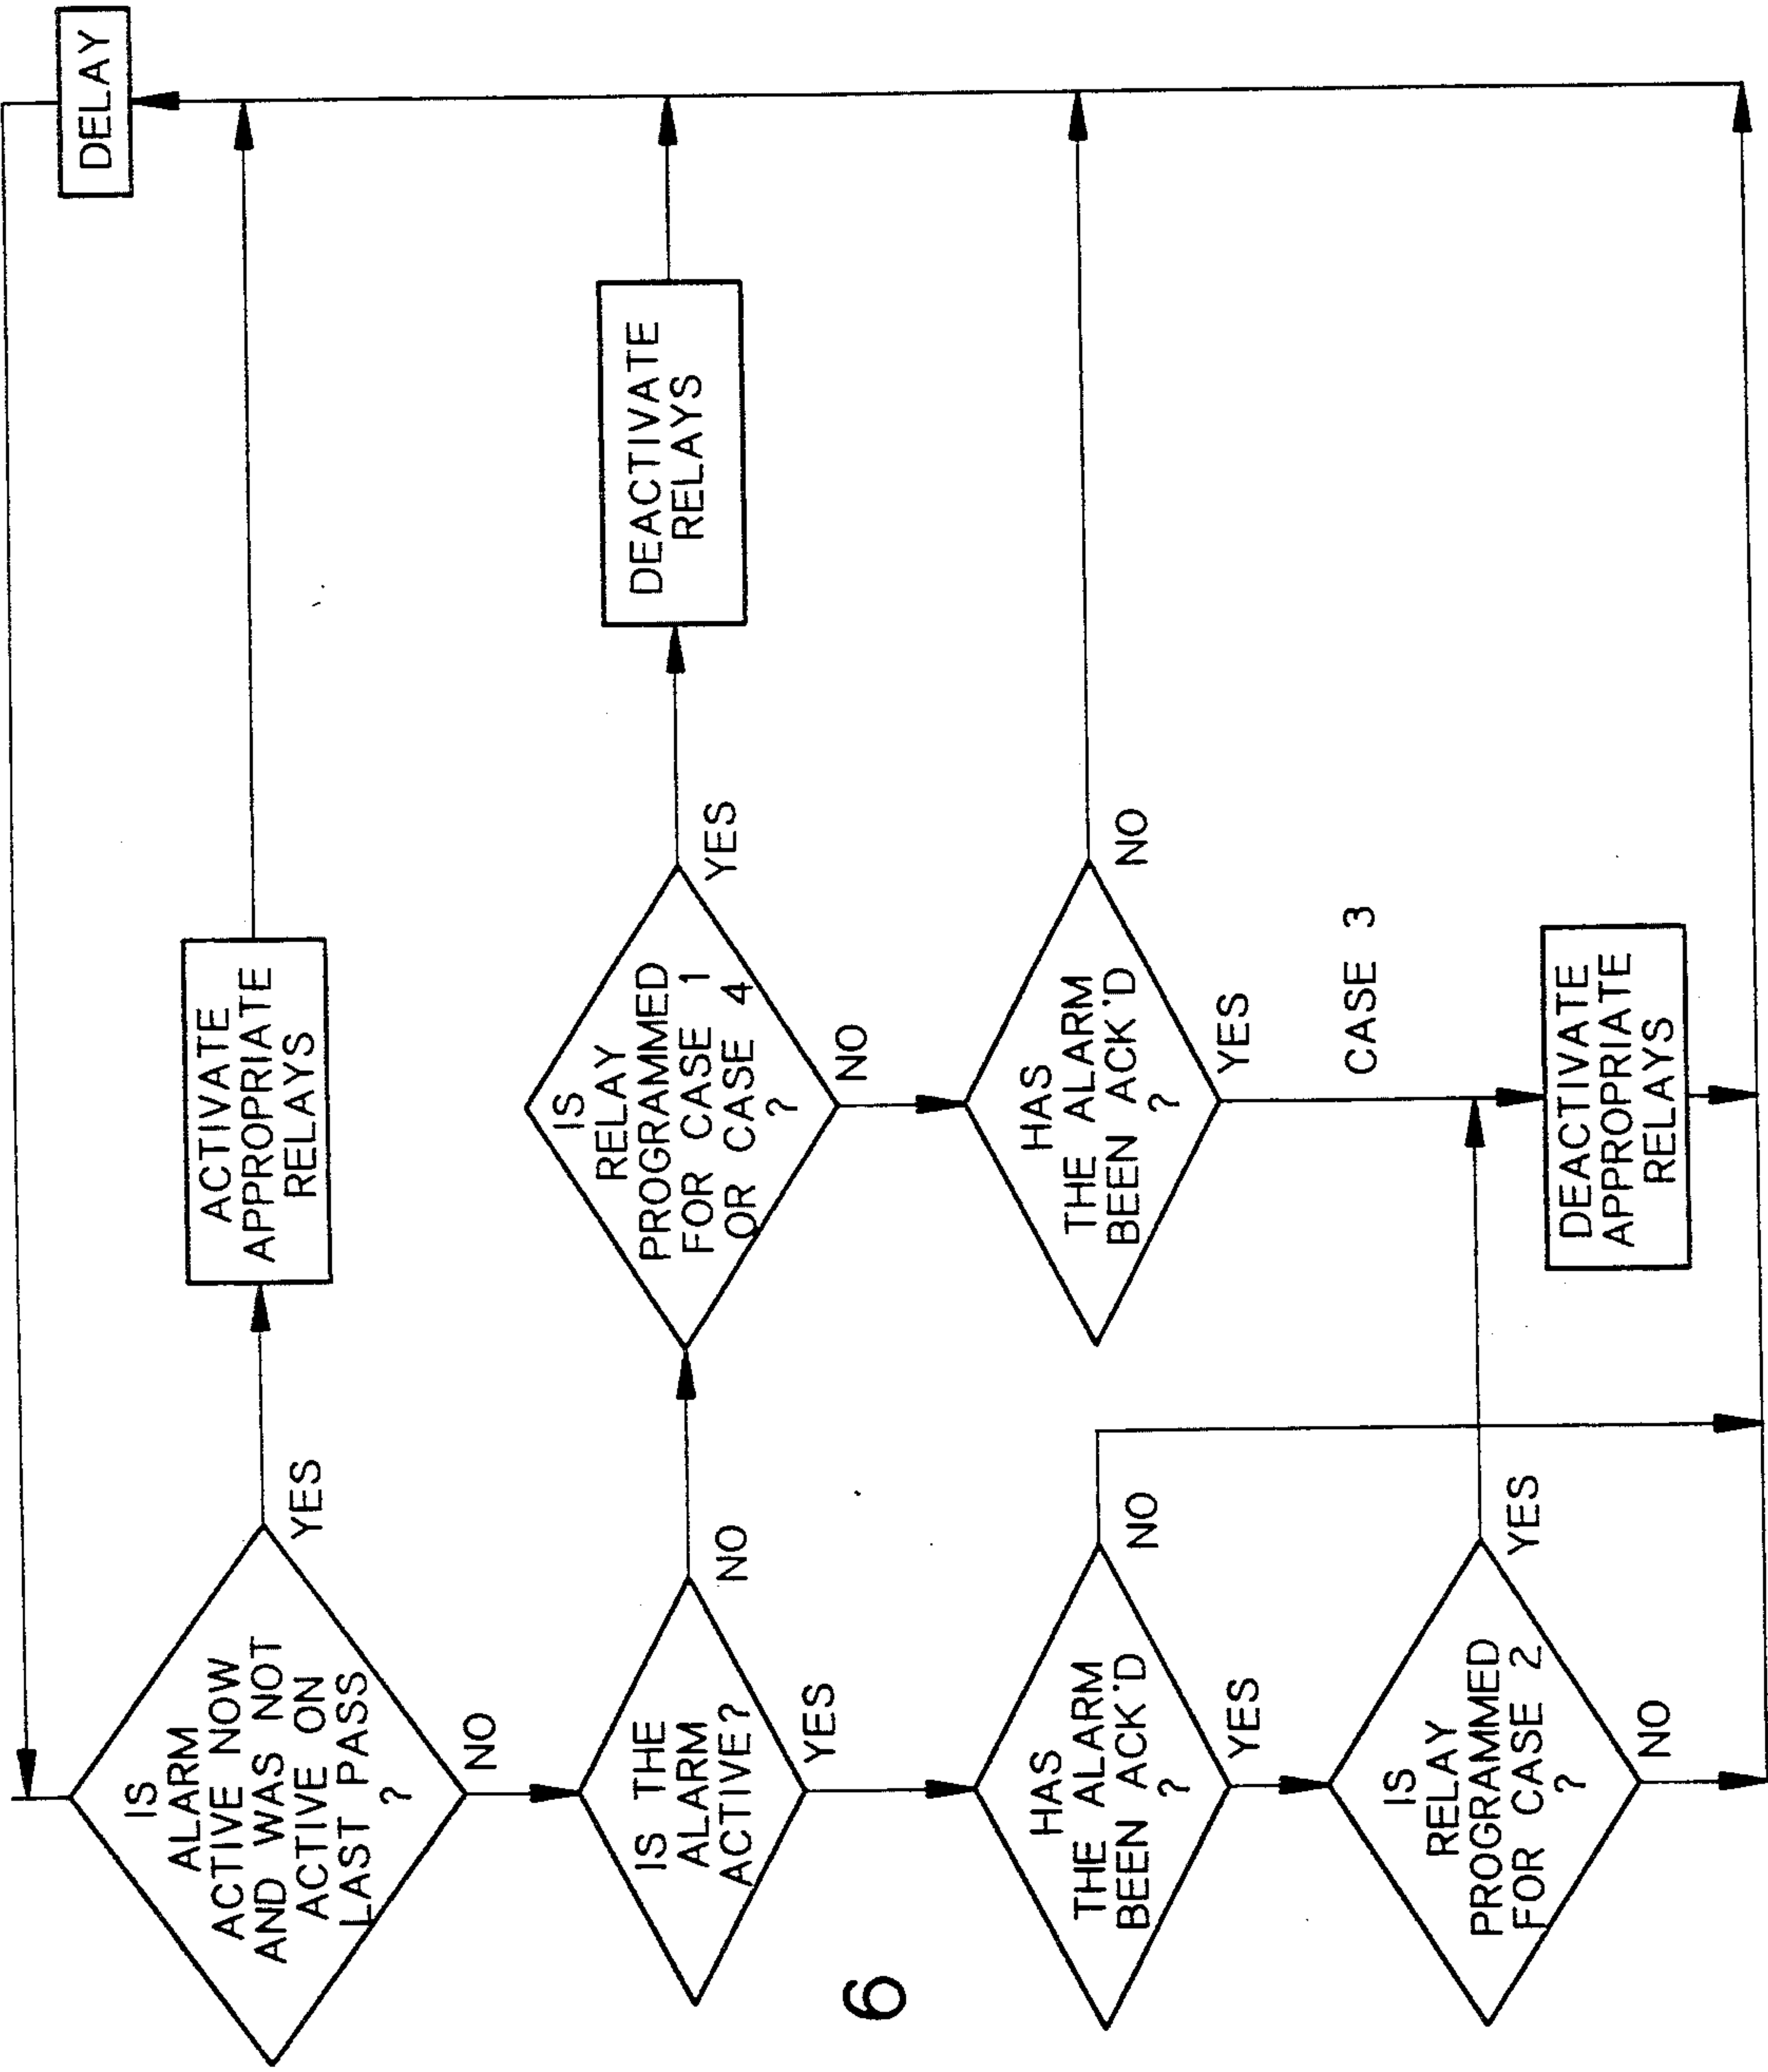 DELAY
IS
ALARM
ACTIVE NOW
AND WAS NOT
ACTIVE ON
LAST PASS
?
YES
NO
ACTIVATE
APPROPRIATE
RELAYS
IS THE
ALARM
ACTIVE?
NO
YES
IS
RELAY
PROGRAMMED
FOR CASE 1
OR CASE 4
?
YES
NO
DEACTIVATE
RELAYS
HAS
THE ALARM
BEEN ACK'D
?
NO
YES
HAS
THE ALARM
BEEN ACK'D
?
NO
YES
CASE 3
IS
RELAY
PROGRAMMED
FOR CASE 2
?
YES
NO
DEACTIVATE
APPROPRIATE
RELAYS
6